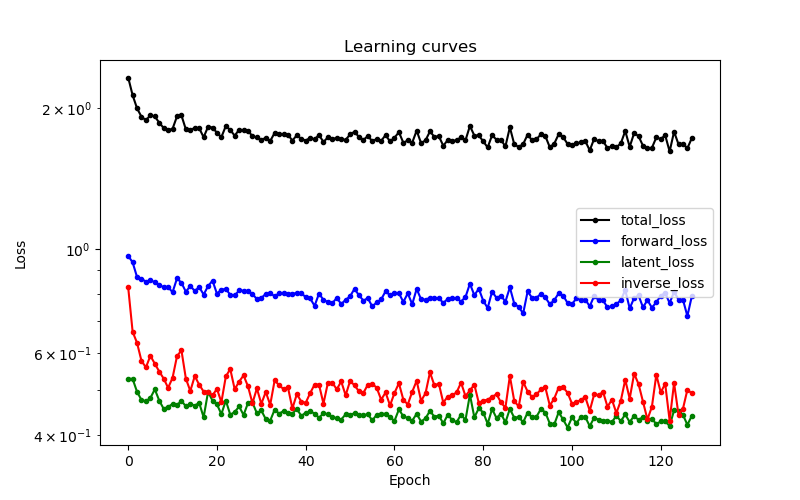 Learning curves
2 × 10⁰
10⁰
6 × 10⁻¹
4 × 10⁻¹
Loss
total_loss
forward_loss
latent_loss
inverse_loss
0 20 40 60 80 100 120
Epoch